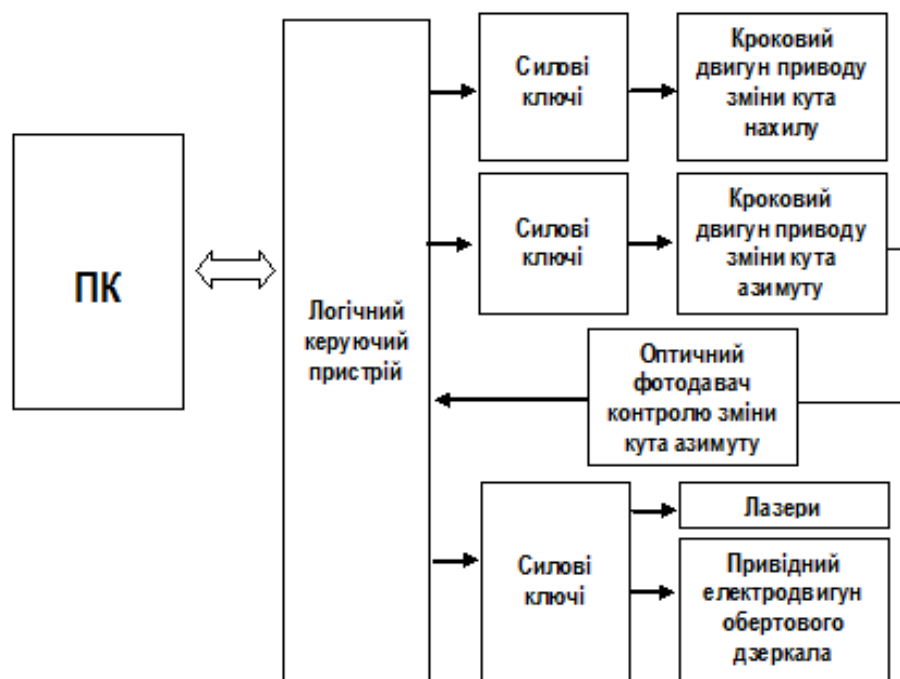 ПК
Логічний
керуючий
пристрій
Силові
ключі
Кроковий
двигун приводу
зміни кута
нахилу
Силові
ключі
Кроковий
двигун приводу
зміни кута
азимуту
Оптичний
фотодавач
контролю зміни
кута азимуту
Силові
ключі
Лазери
Привідний
електродвигун
обертового
дзеркала